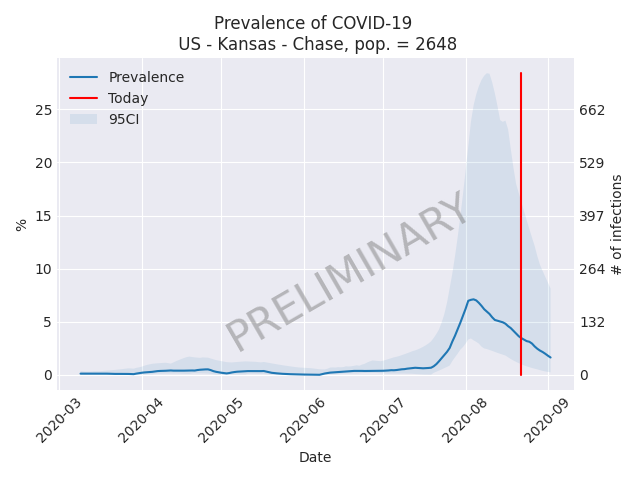 Prevalence of COVID-19
US - Kansas - Chase, pop. = 2648
Prevalence
Today
95CI
PRELIMINARY
%
25
20
15
10
5
0
662
529
397
264
132
0
# of infections
2020-03
2020-04
2020-05
2020-06
2020-07
2020-08
2020-09
Date